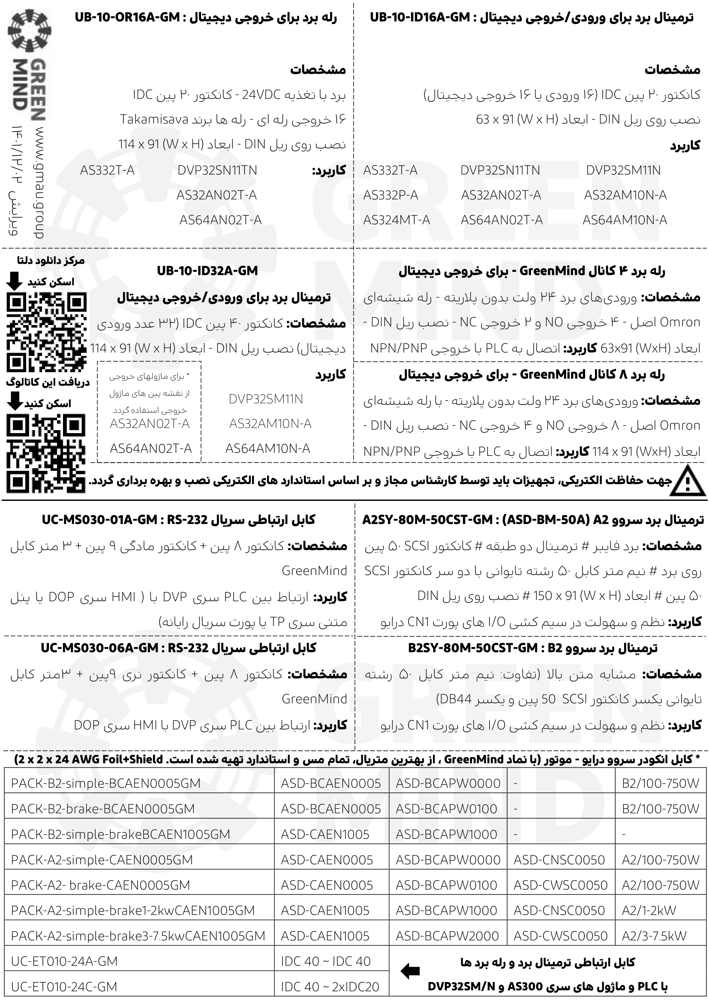 ترمینال برد برای ورودی/خروجی دیجیتال : UB-10-ID16A-GM
مشخصات
کانکتور ۲۰ پین IDC (۱۶ ورودی یا ۱۶ خروجی دیجیتال)
نصب روی ریل DIN - ابعاد (W x H) 63 x 91
کاربرد
AS332T-A DVP32SN11TN DVP32SM11N
AS332P-A AS32AN02T-A AS32AM10N-A
AS324MT-A AS64AN02T-A AS64AM10N-A
رله برد برای خروجی دیجیتال : UB-10-OR16A-GM
مشخصات
برد با تغذیه 24VDC - کانکتور ۲۰ پین IDC
۱۶ خروجی رله ای - رله ها برند Takamisava
نصب روی ریل DIN - ابعاد (W x H) 114 x 91
کاربرد: DVP32SN11TN AS332T-A
AS32AN02T-A
AS64AN02T-A
GREEN
MIND
www.gmau.group
ویرایش ۱۴۰۱/۱۲/۰۲
رله برد ۴ کانال GreenMind - برای خروجی دیجیتال
مشخصات: ورودی‌های برد ۲۴ ولت بدون پلاریته - رله شیشه‌ای
Omron اصل - ۴ خروجی NO و ۲ خروجی NC - نصب ریل DIN -
ابعاد (WxH) 63x91 کاربرد: اتصال به PLC با خروجی NPN/PNP
رله برد ۸ کانال GreenMind - برای خروجی دیجیتال
مشخصات: ورودی‌های برد ۲۴ ولت بدون پلاریته - با رله شیشه‌ای
Omron اصل - ۸ خروجی NO و ۴ خروجی NC - نصب ریل DIN -
ابعاد (WxH) 114 x 91 کاربرد: اتصال به PLC با خروجی NPN/PNP
UB-10-ID32A-GM
ترمینال برد برای ورودی/خروجی دیجیتال
مشخصات: کانکتور ۴۰ پین IDC (۳۲ عدد ورودی
دیجیتال) نصب ریل DIN - ابعاد (W x H) 114 x 91
کاربرد
DVP32SM11N
AS32AM10N-A
AS64AM10N-A
* برای ماژولهای خروجی
از نقشه پین های ماژول
خروجی استفاده گردد.
AS32AN02T-A
AS64AN02T-A
مرکز دانلود دلتا
اسکن کنید
دریافت این کاتالوگ
اسکن کنید
جهت حفاظت الکتریکی، تجهیزات باید توسط کارشناس مجاز و بر اساس استاندارد های الکتریکی نصب و بهره برداری گردد.
ترمینال برد سروو A2 (ASD-BM-50A) : A2SY-80M-50CST-GM
مشخصات: برد فایبر # ترمینال دو طبقه # کانکتور SCSI ۵۰ پین
روی برد # نیم متر کابل ۵۰ رشته تایوانی با دو سر کانکتور SCSI
۵۰ پین # ابعاد (W x H) 150 x 91 # نصب روی ریل DIN
کاربرد: نظم و سهولت در سیم کشی I/O های پورت CN1 درایو
ترمینال برد سروو B2 : B2SY-80M-50CST-GM
مشخصات: مشابه متن بالا (تفاوت: نیم متر کابل ۵۰ رشته
تایوانی یکسر کانکتور SCSI 50 پین و یکسر DB44)
کاربرد: نظم و سهولت در سیم کشی I/O های پورت CN1 درایو
کابل ارتباطی سریال UC-MS030-01A-GM : RS-232
مشخصات: کانکتور ۸ پین + کانکتور مادگی ۹ پین + ۳ متر کابل
GreenMind
کاربرد: ارتباط بین PLC سری DVP با ( HMI سری DOP یا پنل
متنی سری TP یا پورت سریال رایانه)
کابل ارتباطی سریال UC-MS030-06A-GM : RS-232
مشخصات: کانکتور ۸ پین + کانکتور نری ۹پین + ۳متر کابل
GreenMind
کاربرد: ارتباط بین PLC سری DVP با HMI سری DOP
* کابل انکودر سروو درایو - موتور (با نماد GreenMind ، از بهترین متریال، تمام مس و استاندارد تهیه شده است. 2 x 2 x 24 AWG Foil+Shield)
PACK-B2-simple-BCAEN0005GM ASD-BCAEN0005 ASD-BCAPW0000 - B2/100-750W
PACK-B2-brake-BCAEN0005GM ASD-BCAEN0005 ASD-BCAPW0100 - B2/100-750W
PACK-B2-simple-brakeBCAEN1005GM ASD-CAEN1005 ASD-BCAPW1000 - -
PACK-A2-simple-CAEN0005GM ASD-CAEN0005 ASD-BCAPW0000 ASD-CNSC0050 A2/100-750W
PACK-A2- brake-CAEN0005GM ASD-CAEN0005 ASD-BCAPW0100 ASD-CWSC0050 A2/100-750W
PACK-A2-simple-brake1-2kwCAEN1005GM ASD-CAEN1005 ASD-BCAPW1000 ASD-CNSC0050 A2/1-2kW
PACK-A2-simple-brake3-7.5kwCAEN1005GM ASD-CAEN1005 ASD-BCAPW2000 ASD-CWSC0050 A2/3-7.5kW
UC-ET010-24A-GM IDC 40 ~ IDC 40
UC-ET010-24C-GM IDC 40 ~ 2xIDC20
کابل ارتباطی ترمینال برد و رله برد ها
با PLC و ماژول های سری AS300 و DVP32SM/N